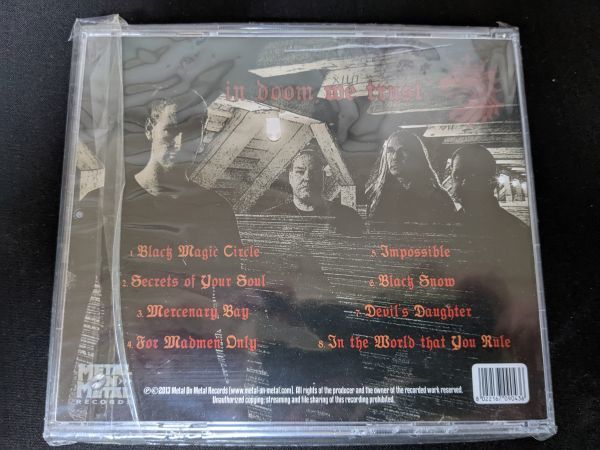 in doom we trust
1. Black Magic Circle
2. Secrets of Your Soul
3. Mercenary Bay
4. For Madmen Only
5. Impossible
6. Black Snow
7. Devil's Daughter
8. In the World that You Rule
METAL
ON
METAL
RECORDS
℗ © 2013 Metal On Metal Records (www.metal-on-metal.com). All rights of the producer and the owner of the recorded work reserved.
Unauthorized copying; streaming and file sharing of this recording prohibited.
8 022167 090436